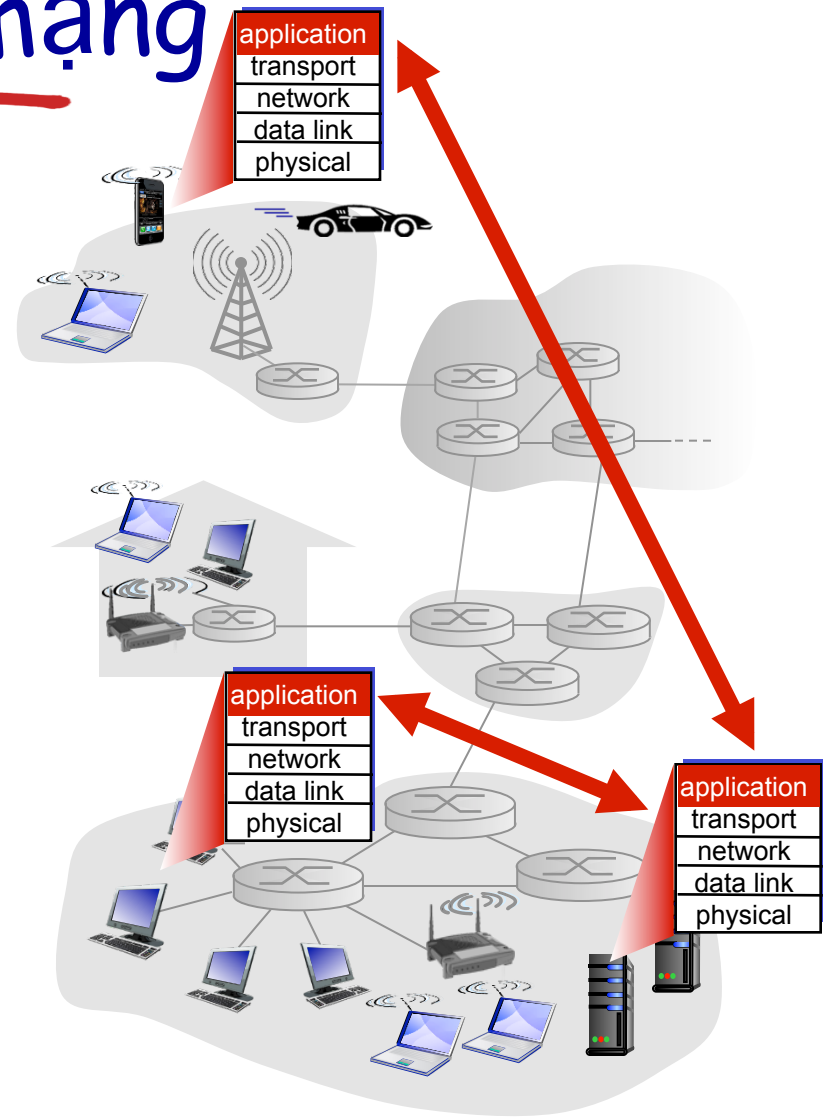 mạng
application
transport
network
data link
physical
application
transport
network
data link
physical
application
transport
network
data link
physical